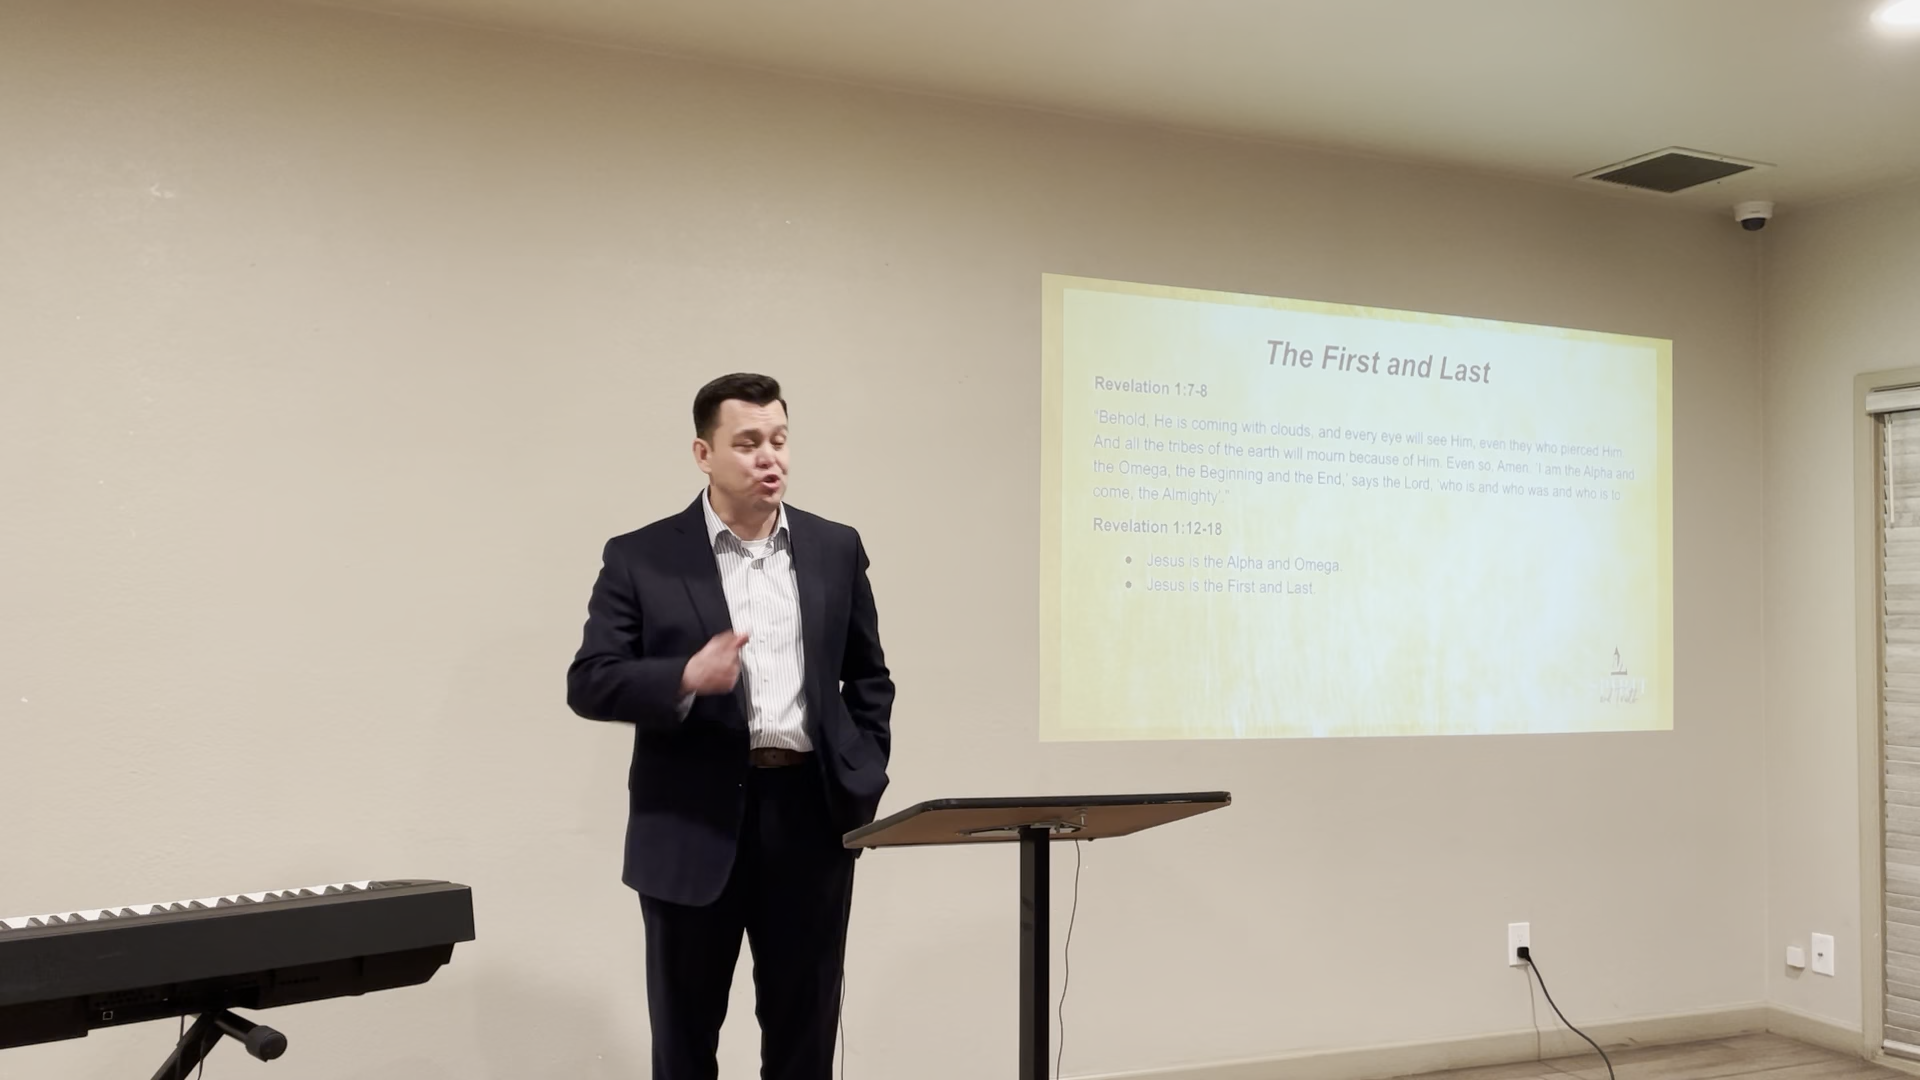 The First and Last
Revelation 1:7-8
"Behold, He is coming with clouds, and every eye will see Him, even they who pierced Him.
And all the tribes of the earth will mourn because of Him. Even so, Amen. 'I am the Alpha and
the Omega, the Beginning and the End,' says the Lord, 'who is and who was and who is to
come, the Almighty'."
Revelation 1:12-18
• Jesus is the Alpha and Omega.
• Jesus is the First and Last.